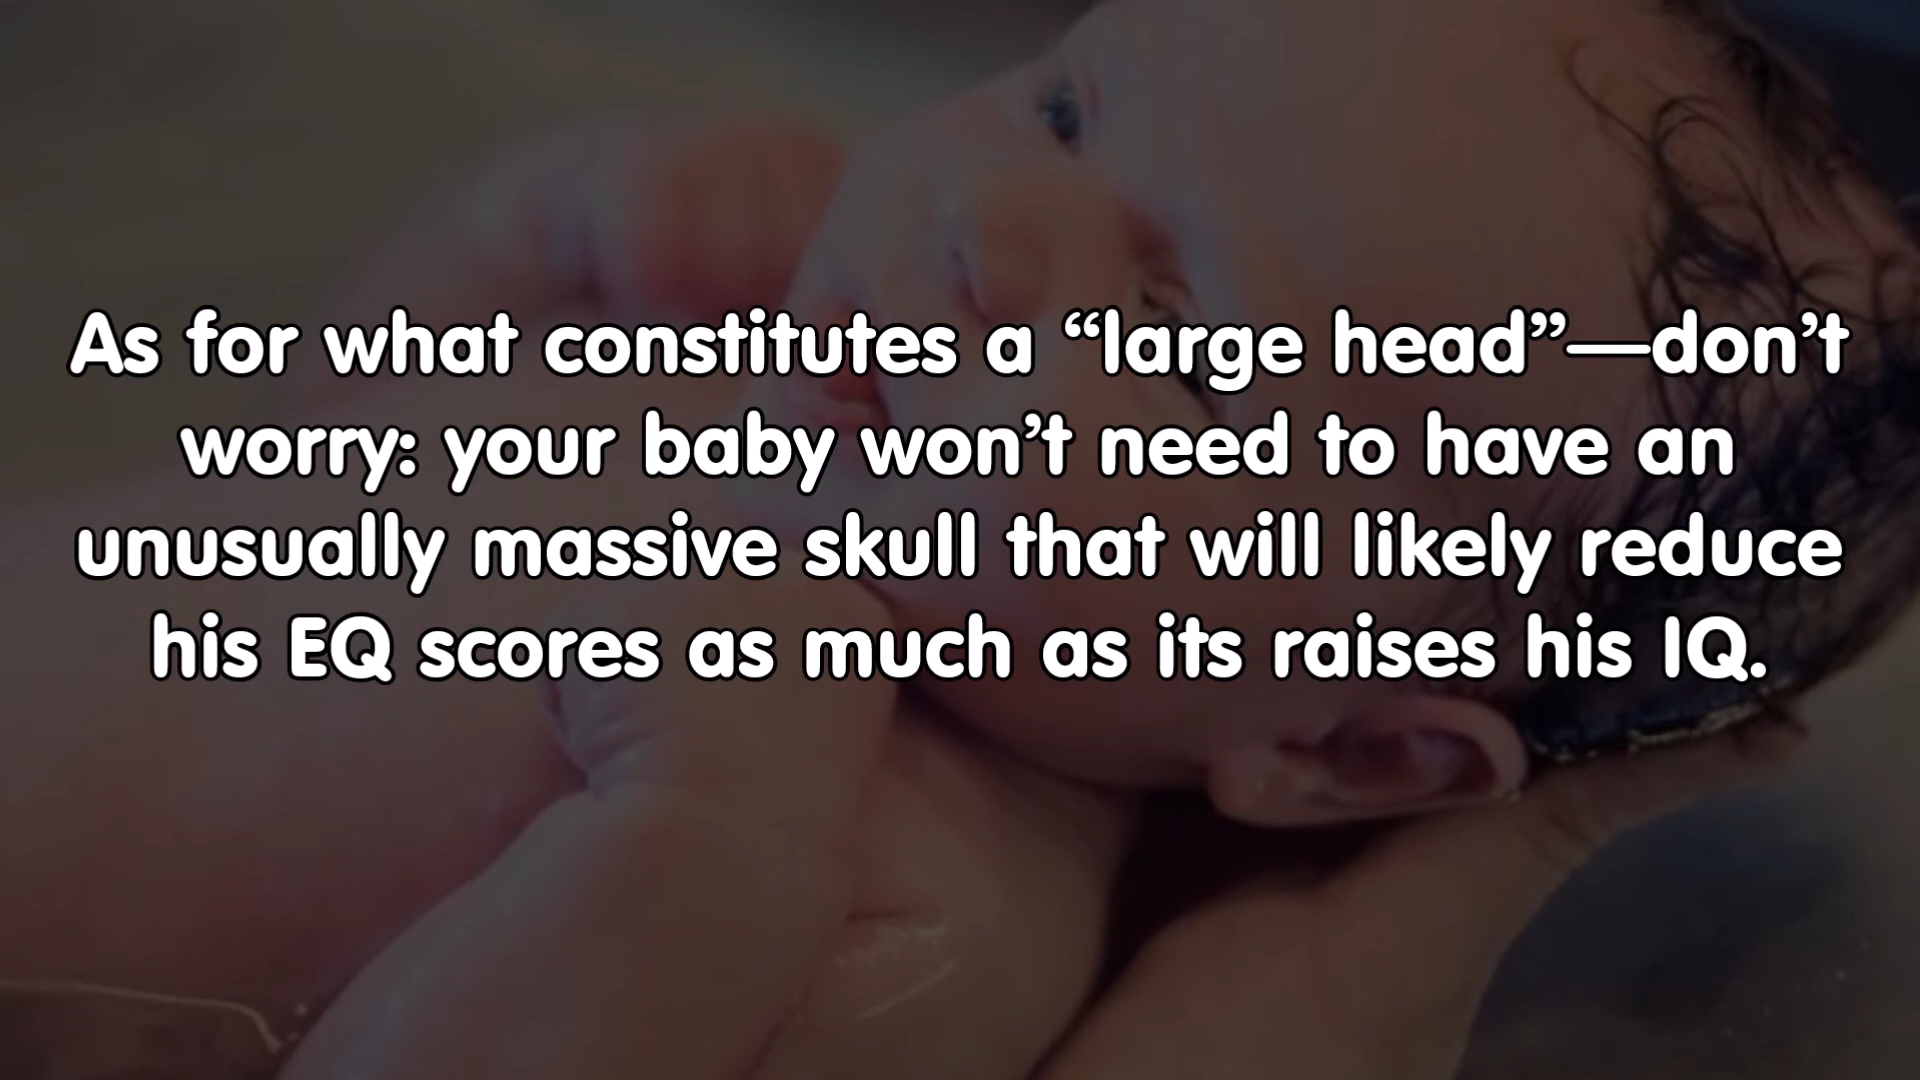 As for what constitutes a “large head”—don’t
worry: your baby won’t need to have an
unusually massive skull that will likely reduce
his EQ scores as much as its raises his IQ.